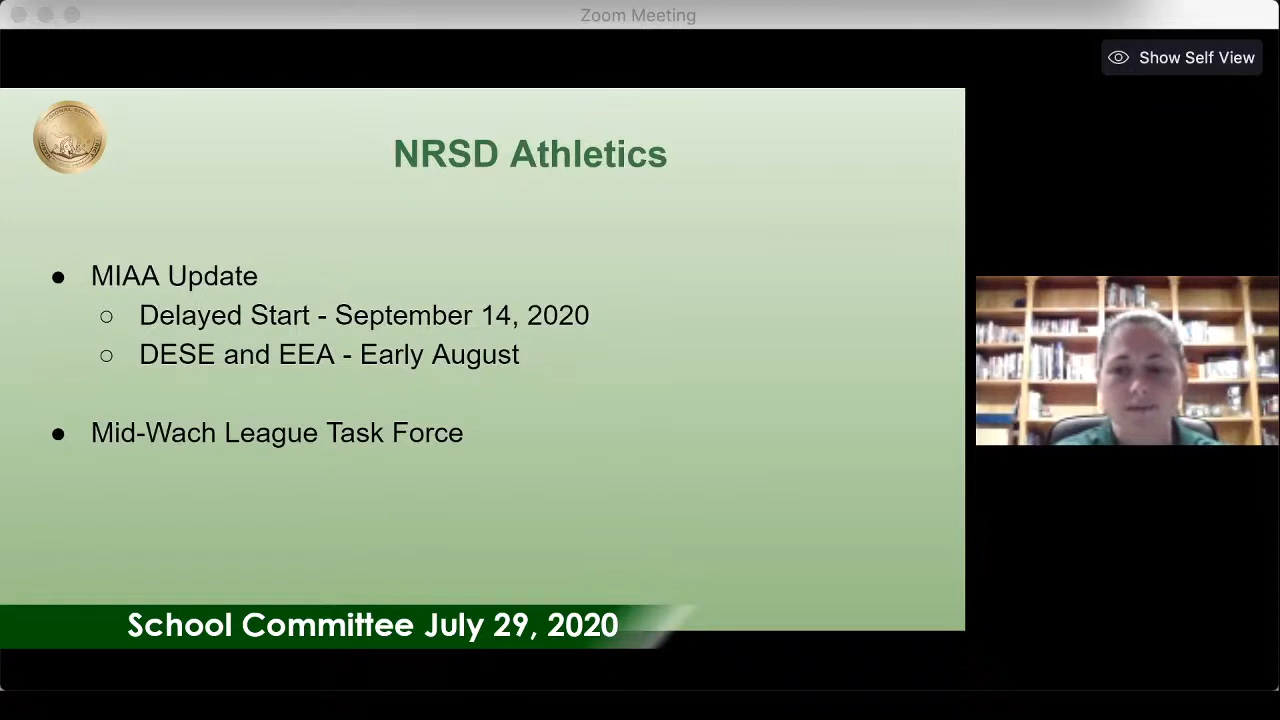 Zoom Meeting
Show Self View
NRSD Athletics
● MIAA Update
○ Delayed Start - September 14, 2020
○ DESE and EEA - Early August
● Mid-Wach League Task Force
School Committee July 29, 2020